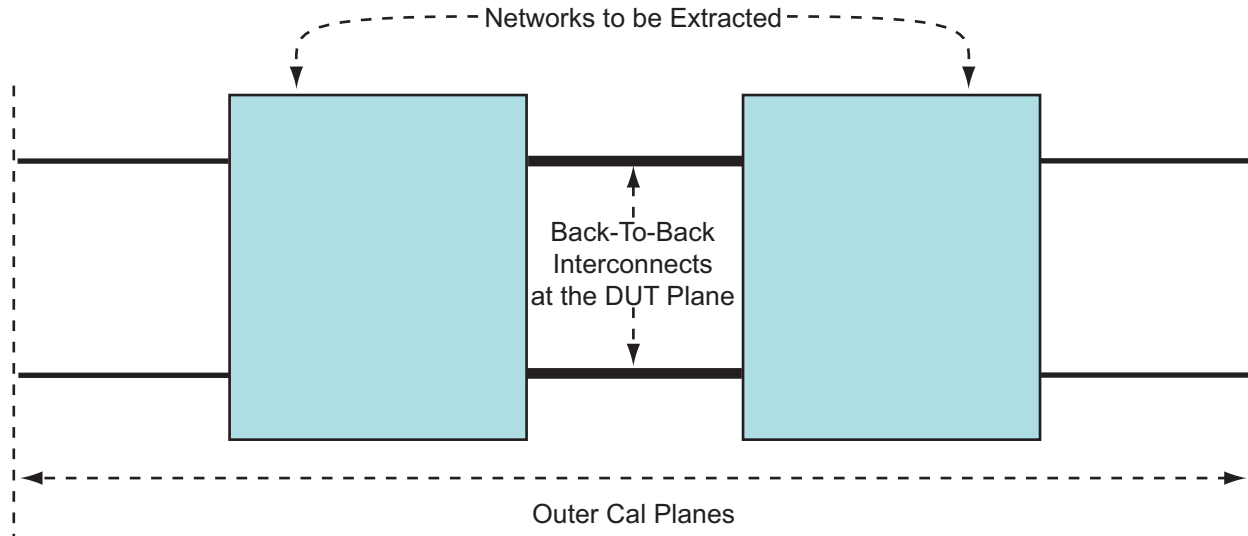 Networks to be Extracted
Back-To-Back
Interconnects
at the DUT Plane
Outer Cal Planes